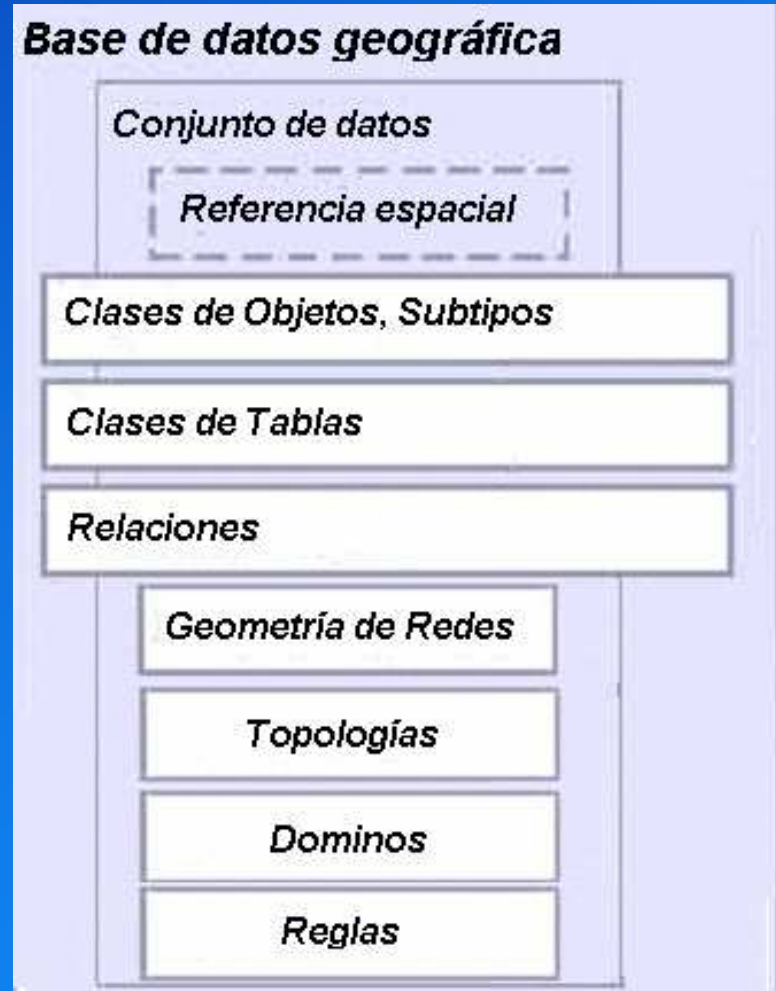 Base de datos geográfica
Conjunto de datos
Referencia espacial
Clases de Objetos, Subtipos
Clases de Tablas
Relaciones
Geometría de Redes
Topologías
Dominos
Reglas